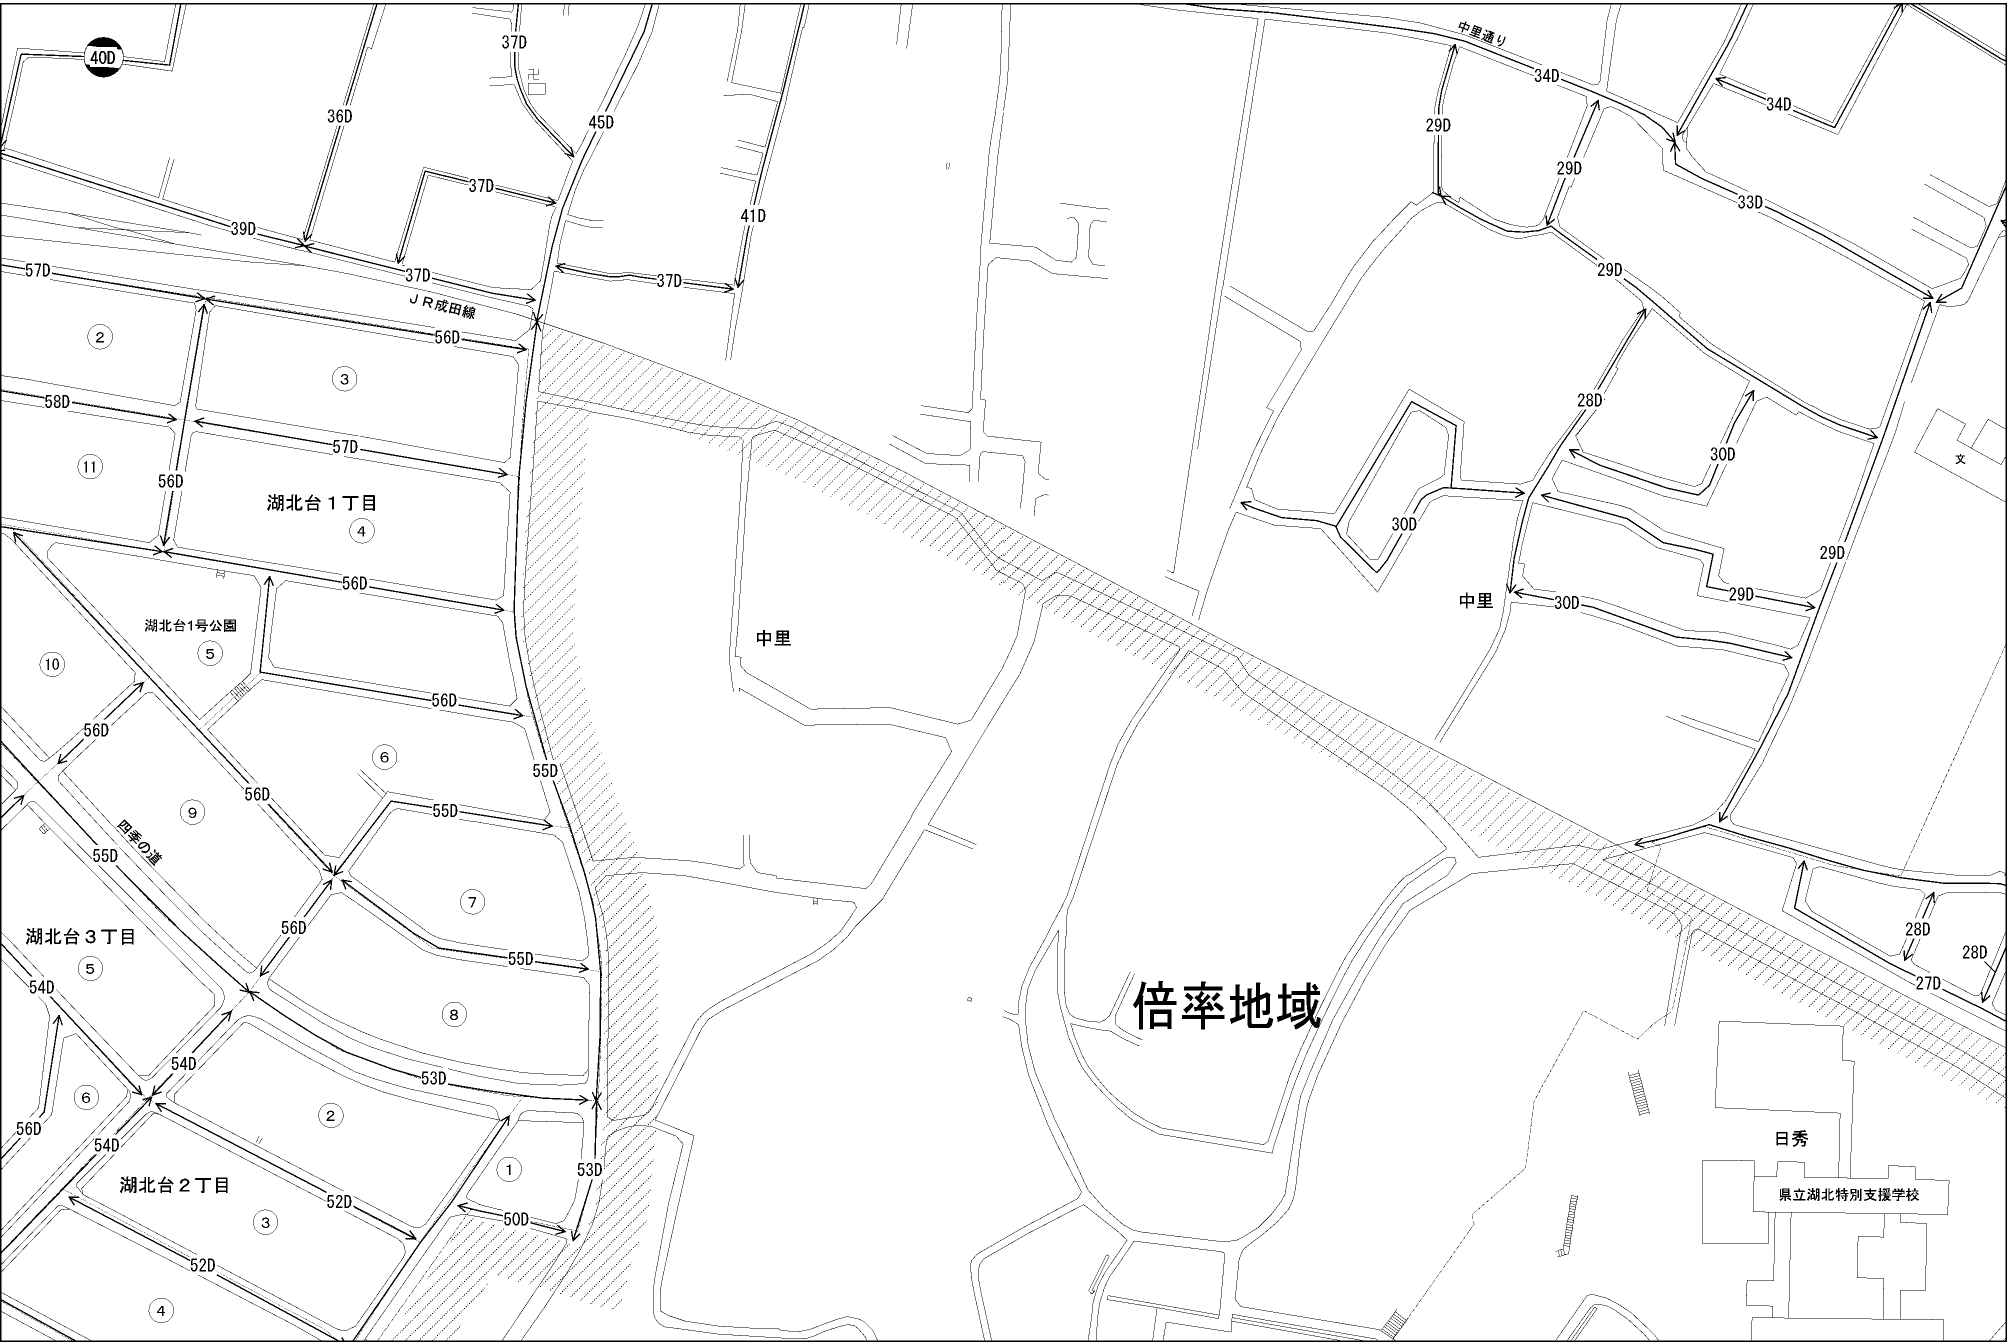 中里通り
37D
40D
34D
34D
36D
45D
29D
29D
37D
33D
41D
39D
57D
37D
37D
29D
ＪＲ成田線
2
56D
3
58D
28D
57D
30D
文
11
56D
湖北台１丁目
4
30D
29D
56D
29D
30D
中里
湖北台1号公園
5
中里
10
56D
56D
6
55D
56D
55D
9
四季の道
55D
7
56D
28D
湖北台３丁目
5
55D
28D
54D
27D
8
倍率地域
54D
53D
6
2
56D
54D
日秀
1
53D
湖北台２丁目
県立湖北特別支援学校
52D
3
50D
52D
4